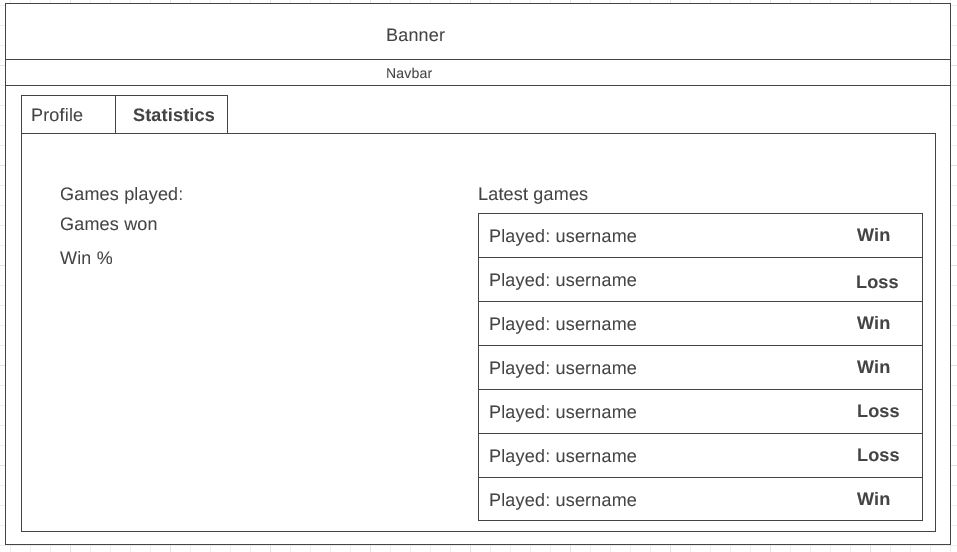 Banner
Navbar
Profile
Statistics
Games played:
Games won
Win %
Latest games
Played: username Win
Played: username Loss
Played: username Win
Played: username Win
Played: username Loss
Played: username Loss
Played: username Win